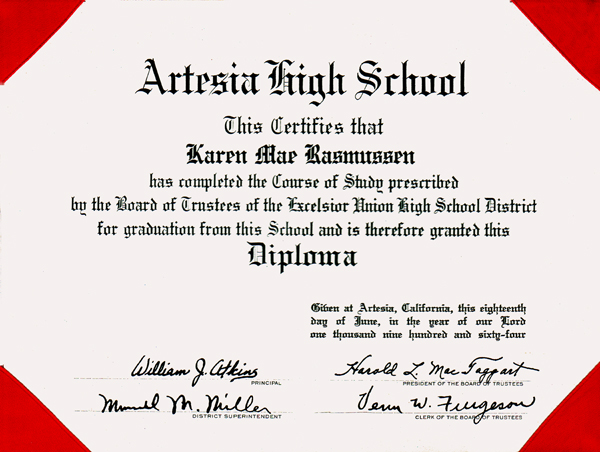 Artesia High School
This Certifies that
Karen Mae Rasmussen
has completed the Course of Study prescribed
by the Board of Trustees of the Excelsior Union High School District
for graduation from this School and is therefore granted this
Diploma
Given at Artesia, California, this eighteenth
day of June, in the year of our Lord
one thousand nine hundred and sixty-four
William J. Atkins
PRINCIPAL
Harold L. MacTaggart
PRESIDENT OF THE BOARD OF TRUSTEES
M. Miller
DISTRICT SUPERINTENDENT
W. Furgeson
CLERK OF THE BOARD OF TRUSTEES